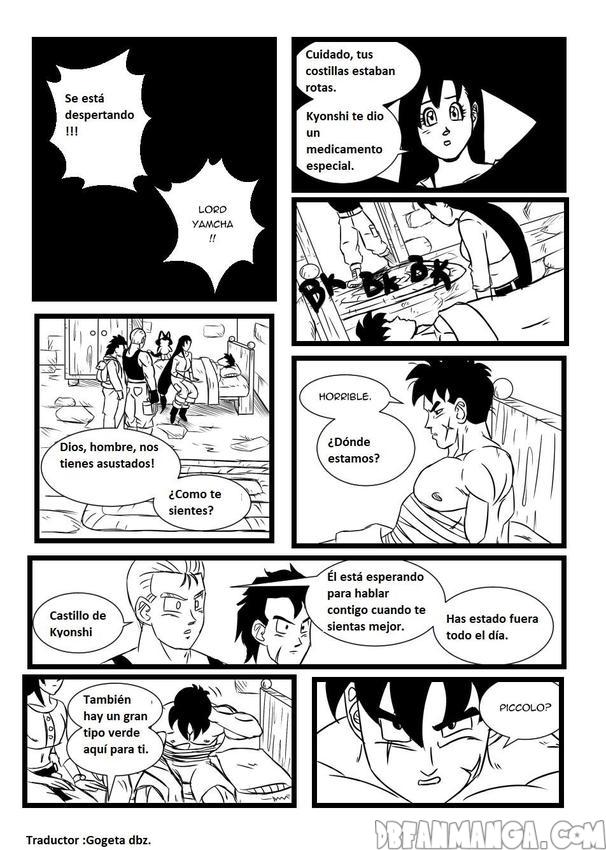 Se está
despertando
!!!
LORD
YAMCHA
!!
Cuidado, tus
costillas estaban
rotas.
Kyonshi te dio
un
medicamento
especial.
BK BK BK
Dios, hombre, nos
tienes asustados!
¿Como te
sientes?
HORRIBLE.
¿Dónde
estamos?
Castillo de
Kyonshi
Él está esperando
para hablar
contigo cuando te
sientas mejor.
Has estado fuera
todo el día.
También
hay un gran
tipo verde
aquí para ti.
PICCOLO?
Traductor :Gogeta dbz.
DBFANMANGA.COM